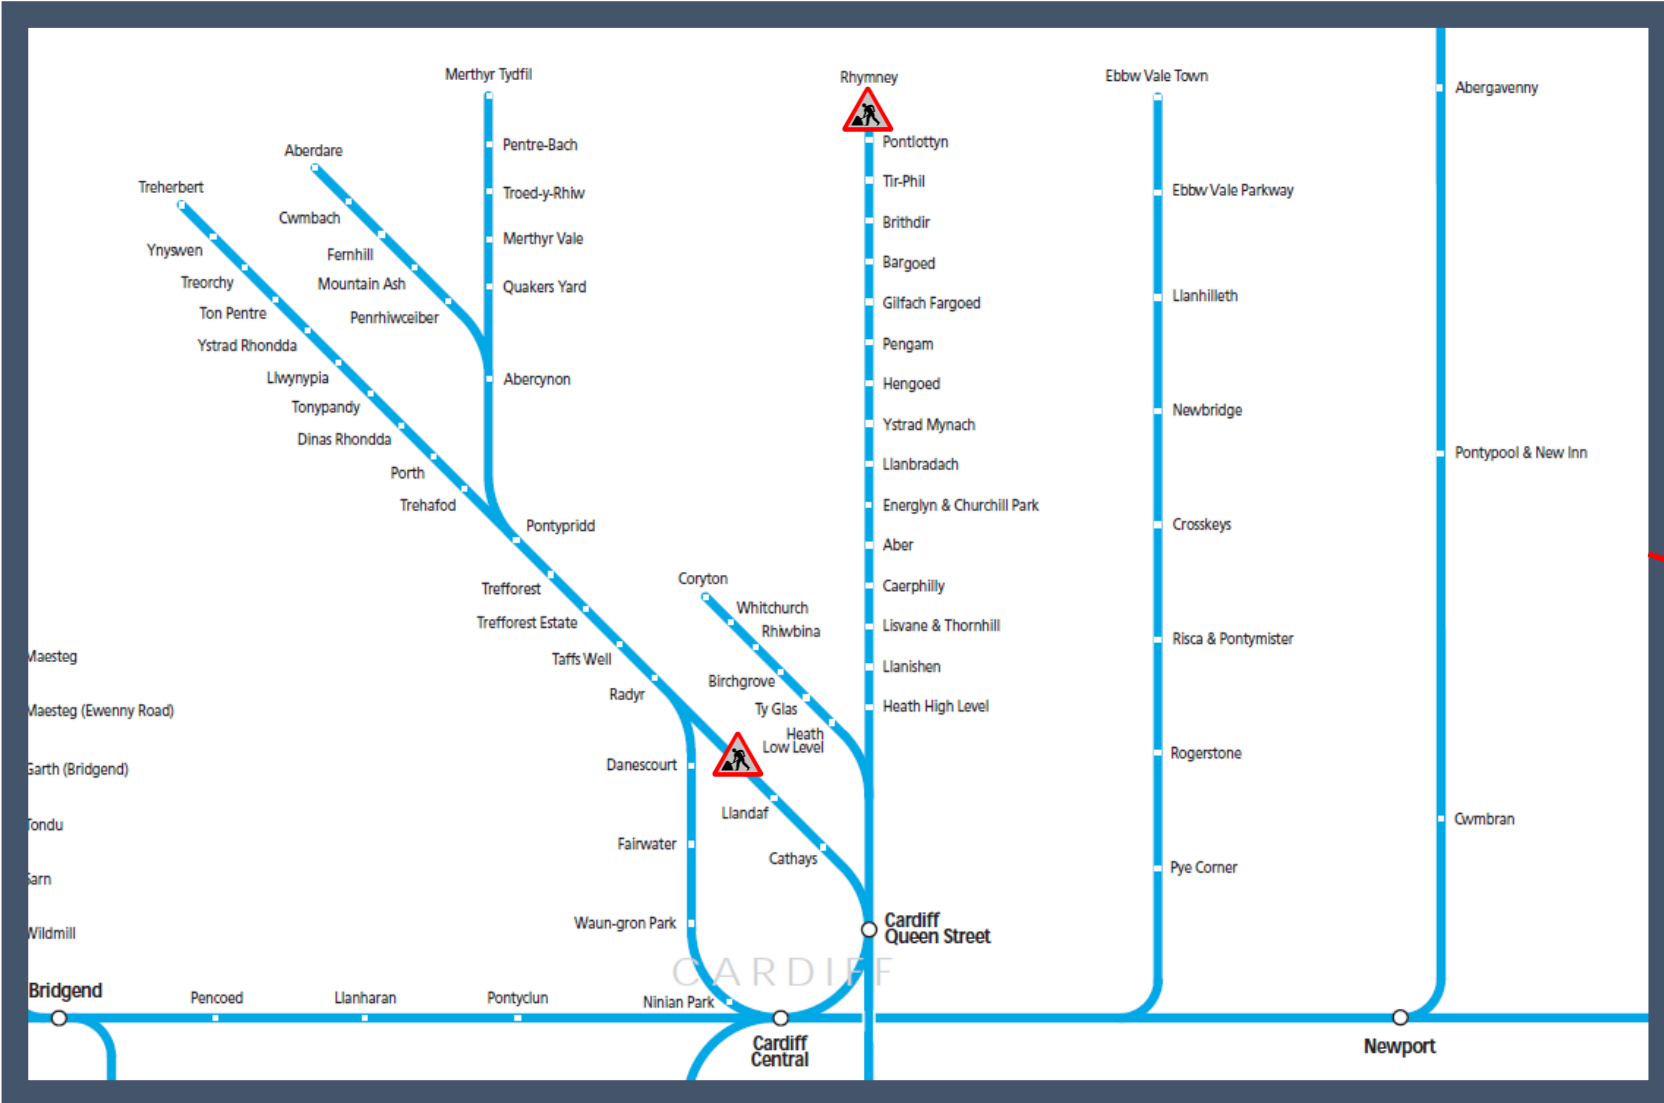 Merthyr Tydfil
Rhymney
Ebbw Vale Town
Abergavenny
Pentre-Bach
Pontlottyn
Aberdare
Tir-Phil
Treherbert
Troed-y-Rhiw
Ebbw Vale Parkway
Cwmbach
Brithdir
Ynyswen
Merthyr Vale
Fernhill
Bargoed
Treorchy
Mountain Ash
Quakers Yard
Llanhilleth
Ton Pentre
Penrhiwceiber
Gilfach Fargoed
Ystrad Rhondda
Pengam
Llwynypia
Abercynon
Hengoed
Tonypandy
Newbridge
Dinas Rhondda
Ystrad Mynach
Pontypool & New Inn
Porth
Llanbradach
Trehafod
Energlyn & Churchill Park
Pontypridd
Crosskeys
Aber
Trefforest
Coryton
Caerphilly
Whitchurch
Trefforest Estate
Rhiwbina
Lisvane & Thornhill
Risca & Pontymister
Maesteg
Taffs Well
Llanishen
Birchgrove
Radyr
Maesteg (Ewenny Road)
Ty Glas
Heath High Level
Heath
Low Level
Rogerstone
Garth (Bridgend)
Danescourt
Llandaf
Cwmbran
Tondu
Fairwater
Cathays
Pye Corner
Sarn
Waun-gron Park
Cardiff
Queen Street
Wildmill
CARDIFF
Bridgend
Pencoed
Llanharan
Pontyclun
Ninian Park
Cardiff
Central
Newport